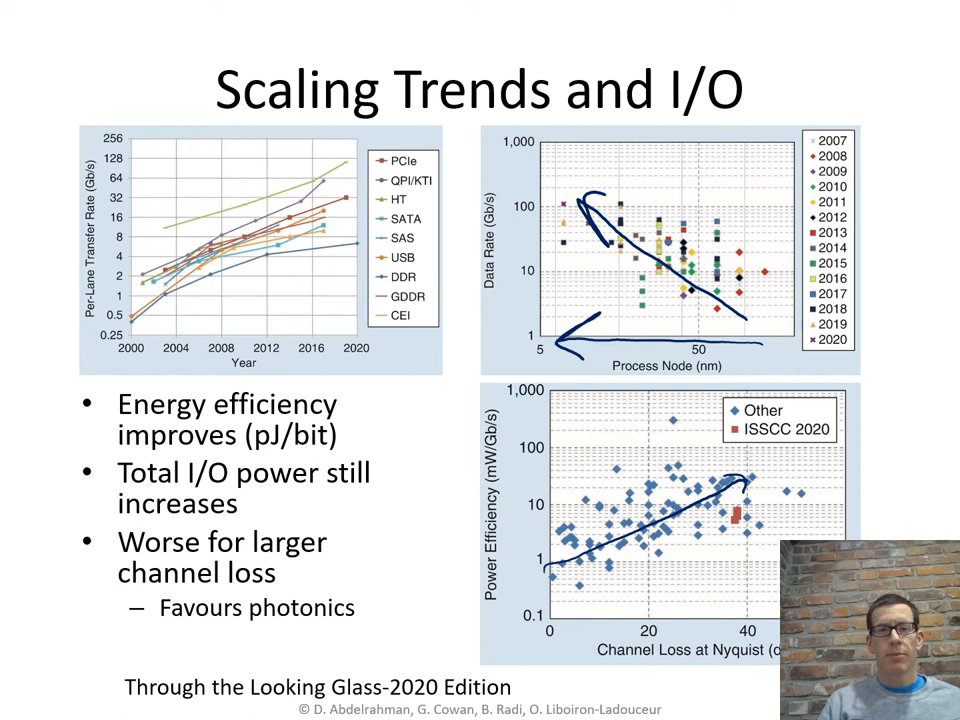 Scaling Trends and I/O
Per-Lane Transfer Rate (Gb/s)
256
128
64
32
16
8
4
2
1
0.5
0.25
2000 2004 2008 2012 2016 2020
Year
PCIe
QPI/KTI
HT
SATA
SAS
USB
DDR
GDDR
CEI
Data Rate (Gb/s)
1,000
100
10
1
5 50
Process Node (nm)
2007
2008
2009
2010
2011
2012
2013
2014
2015
2016
2017
2018
2019
2020
• Energy efficiency
improves (pJ/bit)
• Total I/O power still
increases
• Worse for larger
channel loss
– Favours photonics
Power Efficiency (mW/Gb/s)
1,000
100
10
1
0.1
0 20 40
Channel Loss at Nyquist (d
Other
ISSCC 2020
Through the Looking Glass-2020 Edition
© D. Abdelrahman, G. Cowan, B. Radi, O. Liboiron-Ladouceur